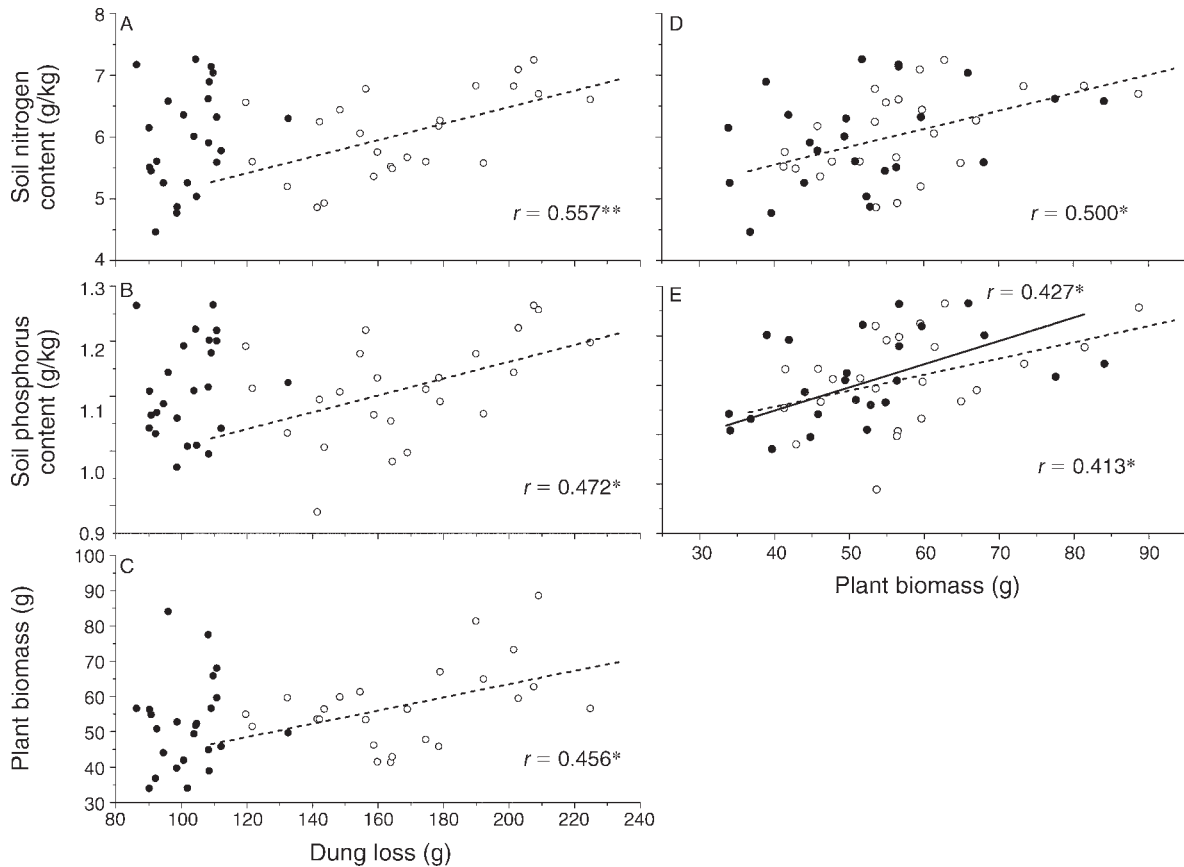 A
Soil nitrogen
content (g/kg)
8
7
6
5
4
r = 0.557**
D
r = 0.500*
B
Soil phosphorus
content (g/kg)
1.3
1.2
1.1
1.0
0.9
r = 0.472*
E
r = 0.427*
r = 0.413*
30 40 50 60 70 80 90
Plant biomass (g)
C
Plant biomass (g)
100
90
80
70
60
50
40
30
r = 0.456*
80 100 120 140 160 180 200 220 240
Dung loss (g)